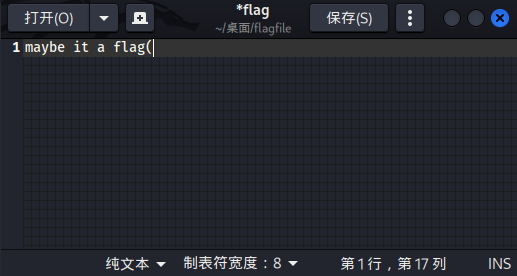 打开(O)
*flag
~/桌面/flagfile
保存(S)
1 maybe it a flag(
纯文本 制表符宽度：8 第 1 行，第 17 列 INS